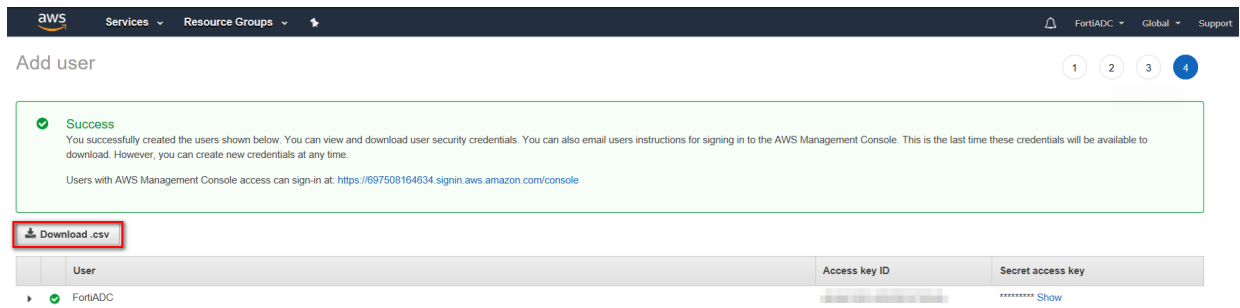 aws Services Resource Groups FortiADC Global Support
Add user 1 2 3 4
Success
You successfully created the users shown below. You can view and download user security credentials. You can also email users instructions for signing in to the AWS Management Console. This is the last time these credentials will be available to
download. However, you can create new credentials at any time.
Users with AWS Management Console access can sign-in at: https://697508164634.signin.aws.amazon.com/console
Download .csv
User Access key ID Secret access key
FortiADC ********* Show